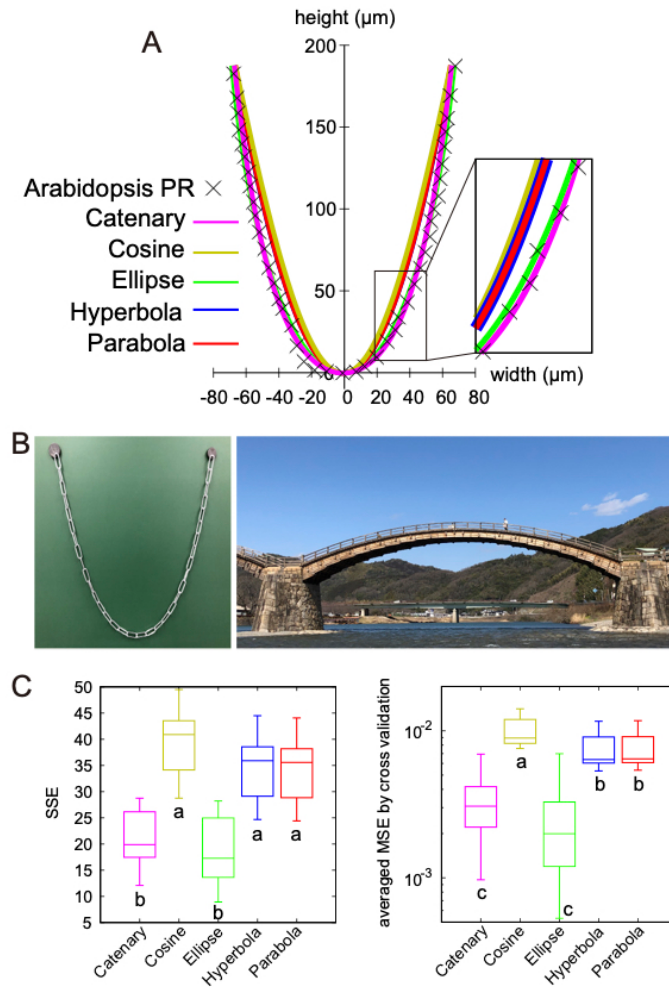 A
height (μm)
200
150
100
50
0
-80 -60 -40 -20 0 20 40 60 80
width (μm)
Arabidopsis PR
Catenary
Cosine
Ellipse
Hyperbola
Parabola
B
C
SSE
50
45
40
35
30
25
20
15
10
5
b
a
b
a
a
Catenary
Cosine
Ellipse
Hyperbola
Parabola
averaged MSE by cross validation
10⁻²
10⁻³
c
a
c
b
b
Catenary
Cosine
Ellipse
Hyperbola
Parabola